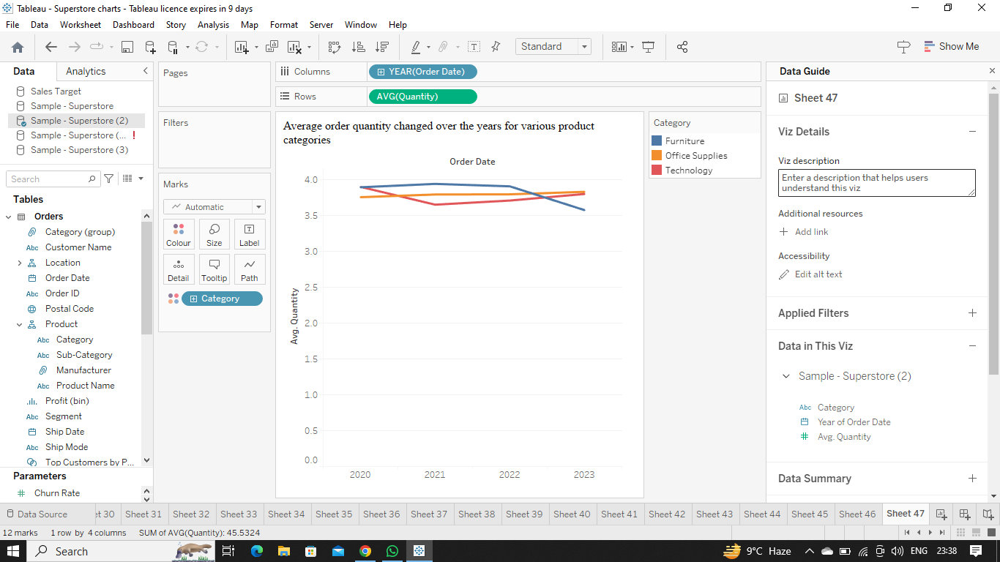 Tableau - Superstore charts - Tableau licence expires in 9 days
File Data Worksheet Dashboard Story Analysis Map Format Server Window Help
Standard
Show Me
Data
Analytics
Sales Target
Sample - Superstore
Sample - Superstore (2)
Sample - Superstore (... !
Sample - Superstore (3)
Search
Tables
Orders
Category (group)
Abc Customer Name
Location
Order Date
Abc Order ID
Postal Code
Product
Abc Category
Abc Sub-Category
Manufacturer
Abc Product Name
Profit (bin)
Abc Segment
Ship Date
Abc Ship Mode
Top Customers by P...
Parameters
# Churn Rate
Pages
Filters
Marks
Automatic
Colour Size Label
Detail Tooltip Path
Category
Columns
YEAR(Order Date)
Rows
AVG(Quantity)
Average order quantity changed over the years for various product
categories
Order Date
Avg. Quantity
4.0
3.5
3.0
2.5
2.0
1.5
1.0
0.5
0.0
2020 2021 2022 2023
Category
Furniture
Office Supplies
Technology
Data Guide
Sheet 47
Viz Details
Viz description
Enter a description that helps users
understand this viz
Additional resources
Add link
Accessibility
Edit alt text
Applied Filters
Data in This Viz
Sample - Superstore (2)
Abc Category
Year of Order Date
# Avg. Quantity
Data Summary
Data Source et 30 Sheet 31 Sheet 32 Sheet 33 Sheet 34 Sheet 35 Sheet 36 Sheet 37 Sheet 38 Sheet 39 Sheet 40 Sheet 41 Sheet 42 Sheet 43 Sheet 44 Sheet 45 Sheet 46 Sheet 47
12 marks 1 row by 4 columns SUM of AVG(Quantity): 45.5324
Search
9°C Haze
ENG 23:38